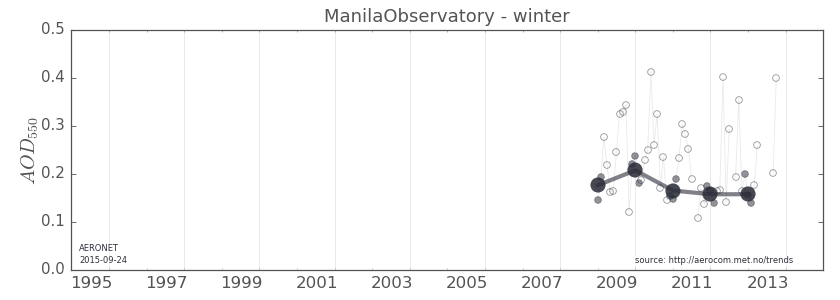 ManilaObservatory - winter
0.5
0.4
0.3
0.2
0.1
0.0
AOD550
AERONET
2015-09-24
source: http://aerocom.met.no/trends
1995 1997 1999 2001 2003 2005 2007 2009 2011 2013